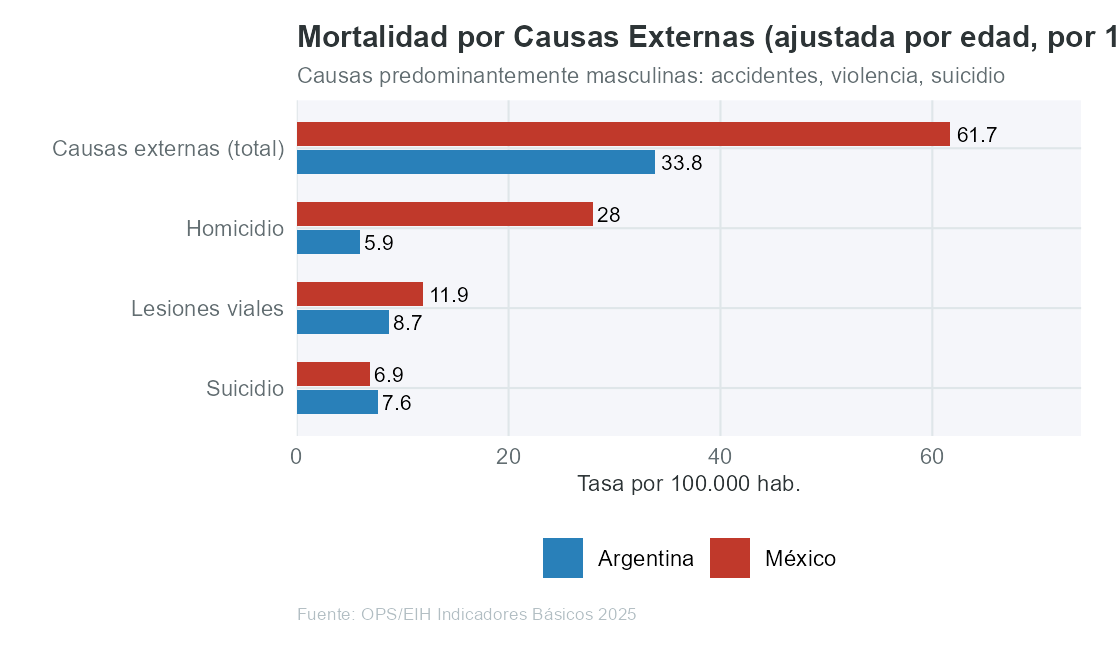 Mortalidad por Causas Externas (ajustada por edad, por 1
Causas predominantemente masculinas: accidentes, violencia, suicidio
Causas externas (total)
61.7
33.8
Homicidio
28
5.9
Lesiones viales
11.9
8.7
Suicidio
6.9
7.6
0 20 40 60
Tasa por 100.000 hab.
Argentina México
Fuente: OPS/EIH Indicadores Básicos 2025